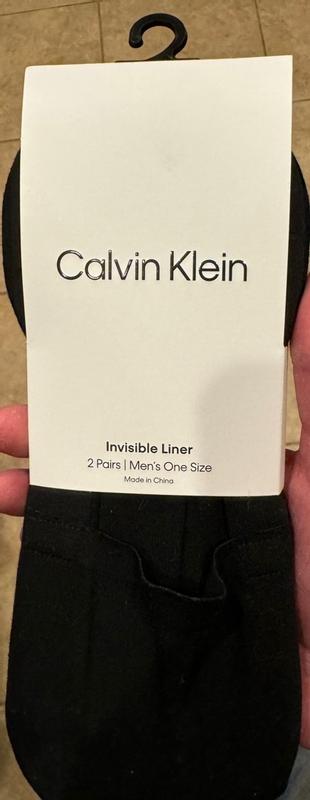 Calvin Klein
Invisible Liner
2 Pairs | Men's One Size
Made in China